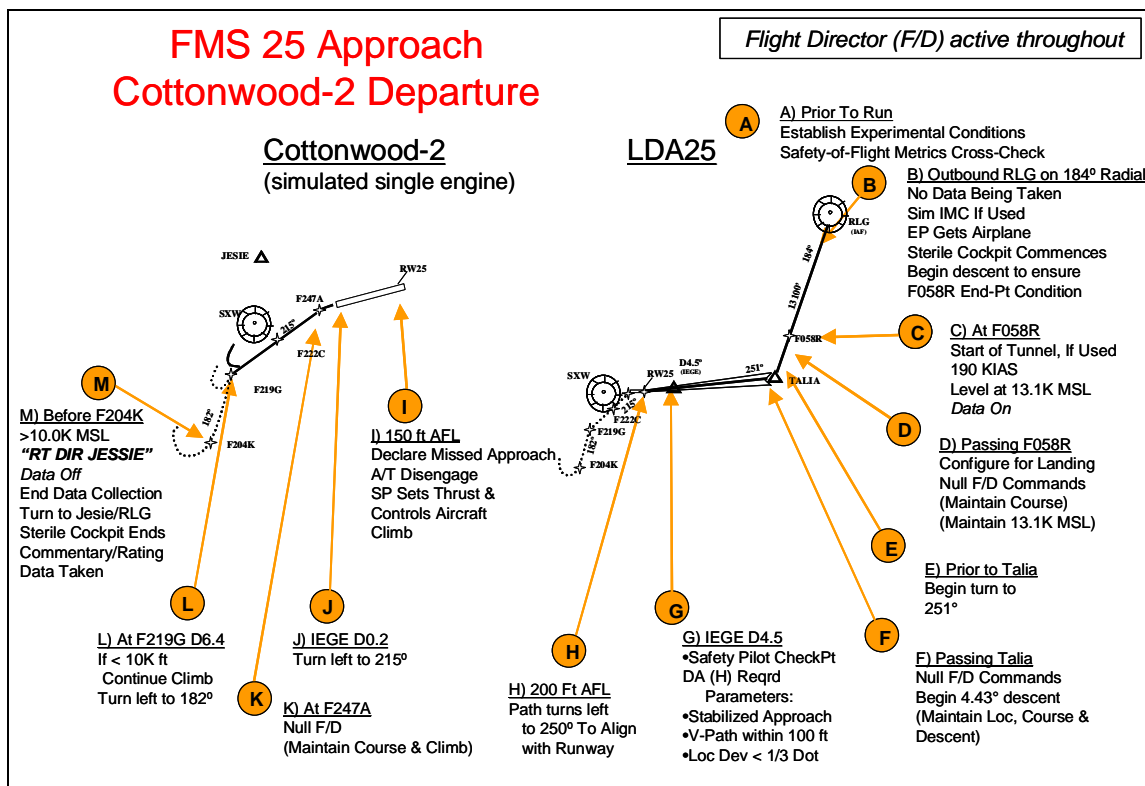 FMS 25 Approach
Cottonwood-2 Departure
Flight Director (F/D) active throughout
Cottonwood-2
(simulated single engine)
LDA25
A
A) Prior To Run
Establish Experimental Conditions
Safety-of-Flight Metrics Cross-Check
B
B) Outbound RLG on 184º Radial
No Data Being Taken
Sim IMC If Used
EP Gets Airplane
Sterile Cockpit Commences
Begin descent to ensure
F058R End-Pt Condition
RLG
(IAF)
184º
13 100'
F058R
TALIA
251º
D4.5º
(IEGE)
RW25
SXW
215º
F222C
F219G
182º
F204K
JESIE
RW25
F247A
SXW
215º
F222C
F219G
182º
F204K
C
C) At F058R
Start of Tunnel, If Used
190 KIAS
Level at 13.1K MSL
Data On
D
D) Passing F058R
Configure for Landing
Null F/D Commands
(Maintain Course)
(Maintain 13.1K MSL)
E
E) Prior to Talia
Begin turn to
251°
F
F) Passing Talia
Null F/D Commands
Begin 4.43° descent
(Maintain Loc, Course &
Descent)
G
G) IEGE D4.5
•Safety Pilot CheckPt
DA (H) Reqrd
Parameters:
•Stabilized Approach
•V-Path within 100 ft
•Loc Dev < 1/3 Dot
H
H) 200 Ft AFL
Path turns left
to 250º To Align
with Runway
I
I) 150 ft AFL
Declare Missed Approach
A/T Disengage
SP Sets Thrust &
Controls Aircraft
Climb
J
J) IEGE D0.2
Turn left to 215º
K
K) At F247A
Null F/D
(Maintain Course & Climb)
L
L) At F219G D6.4
If < 10K ft
Continue Climb
Turn left to 182º
M
M) Before F204K
>10.0K MSL
“RT DIR JESSIE”
Data Off
End Data Collection
Turn to Jesie/RLG
Sterile Cockpit Ends
Commentary/Rating
Data Taken